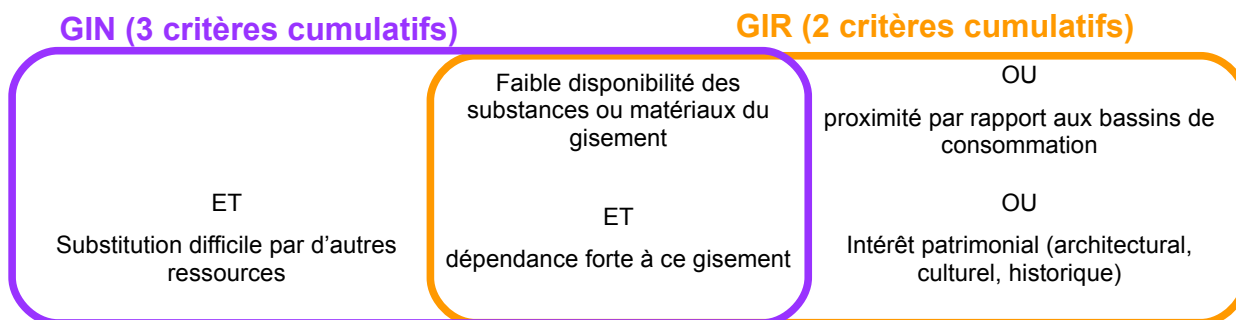 GIN (3 critères cumulatifs)
GIR (2 critères cumulatifs)
Faible disponibilité des
substances ou matériaux du
gisement
OU
proximité par rapport aux bassins de
consommation
ET
Substitution difficile par d’autres
ressources
ET
dépendance forte à ce gisement
OU
Intérêt patrimonial (architectural,
culturel, historique)